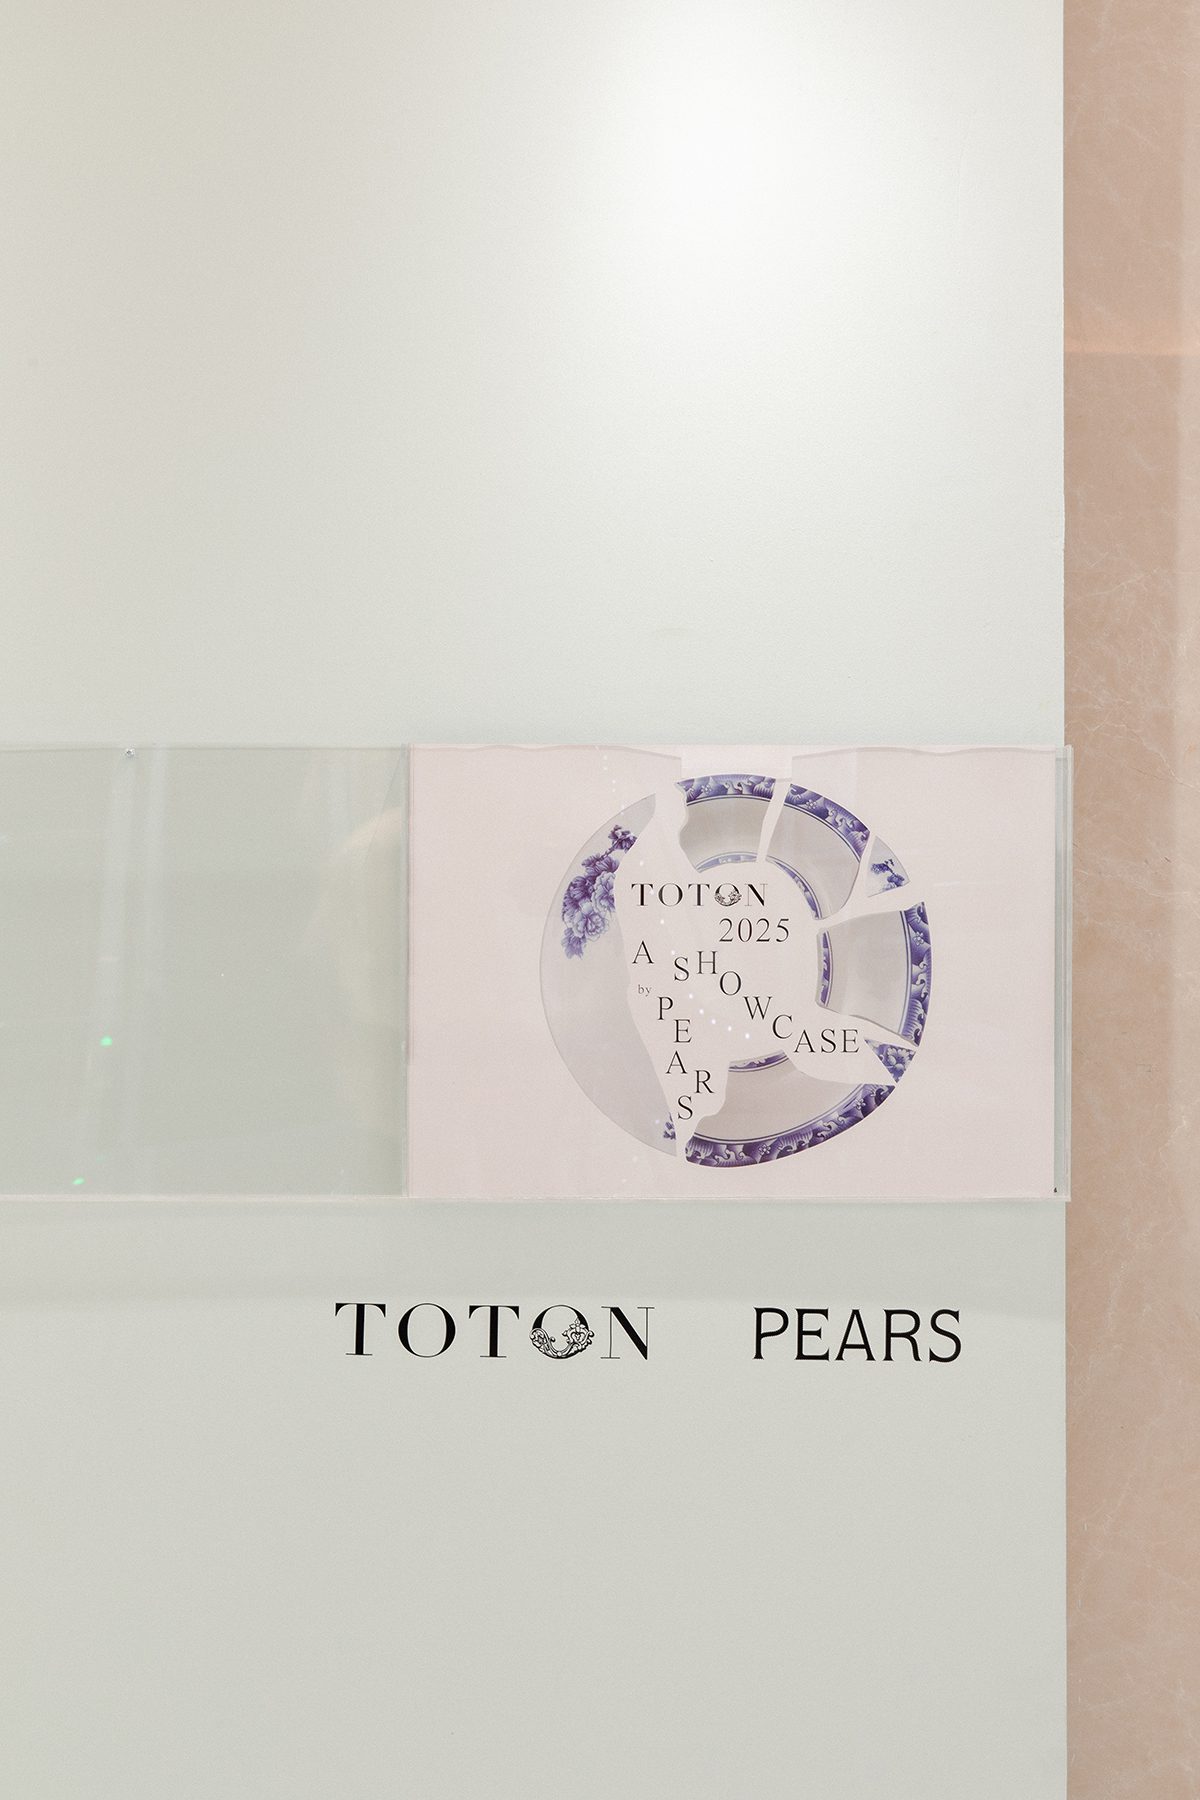 TOTON
2025
A SHOWCASE
by
PEARS
TOTON PEARS